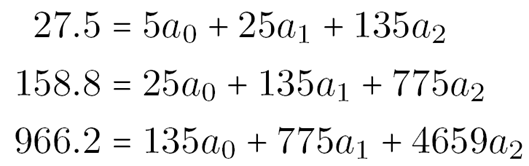 27.5 = 5a₀ + 25a₁ + 135a₂
158.8 = 25a₀ + 135a₁ + 775a₂
966.2 = 135a₀ + 775a₁ + 4659a₂